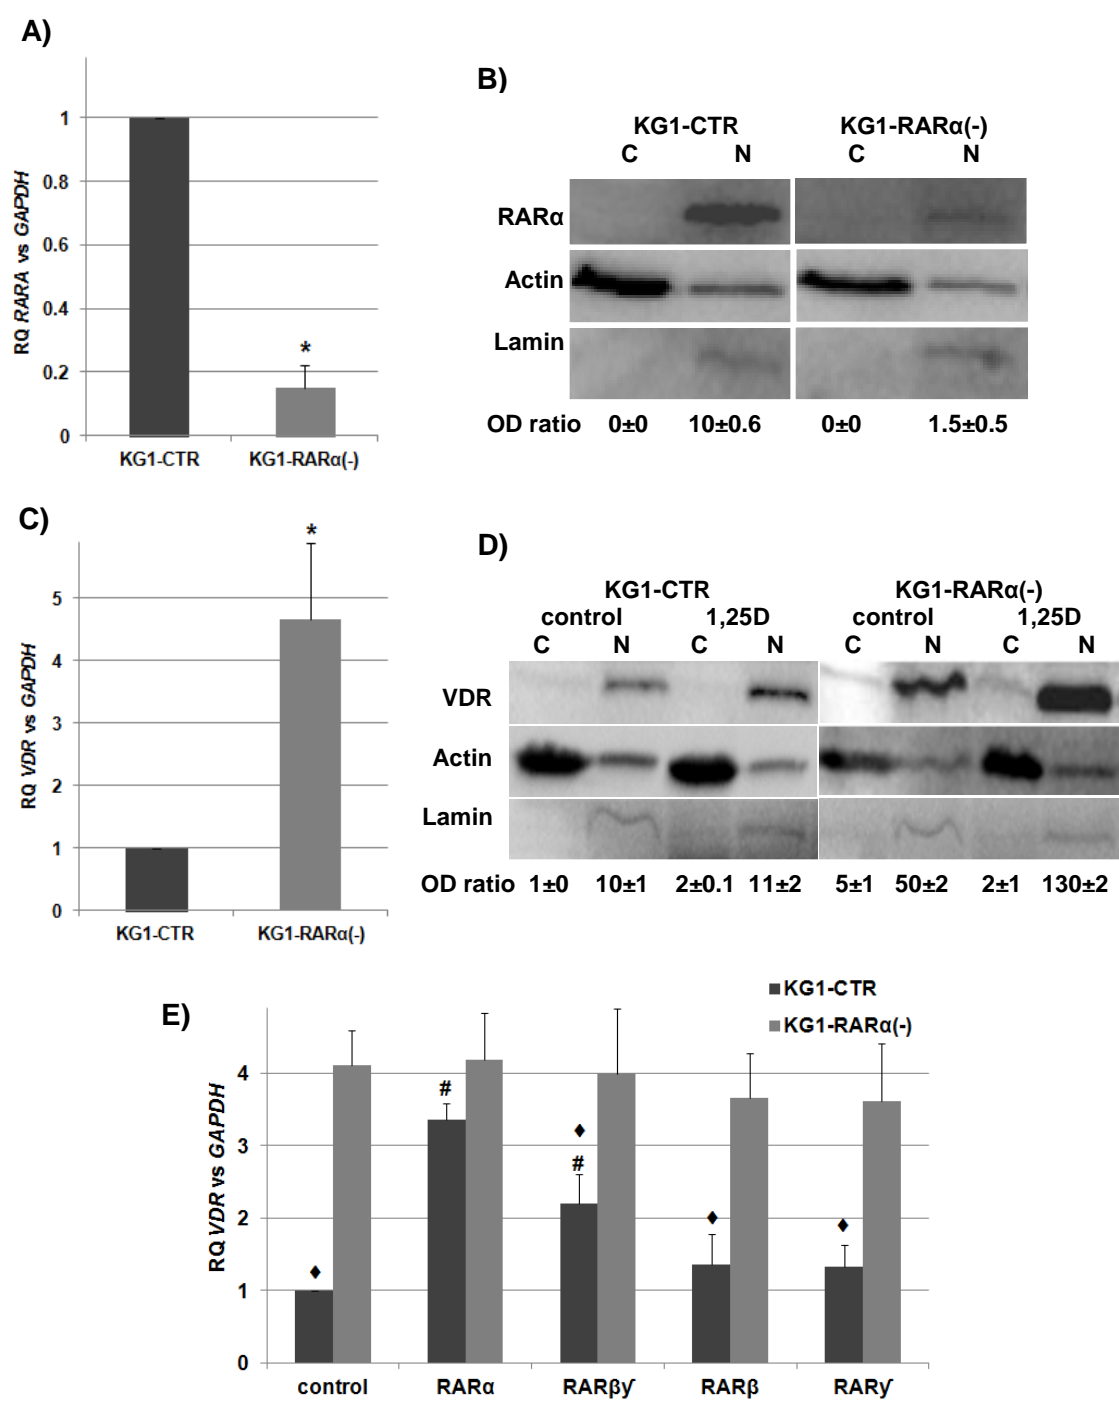 A)
RQ RARA vs GAPDH
1
0.8
0.6
0.4
0.2
0
*
KG1-CTR KG1-RARα(-)
B)
KG1-CTR KG1-RARα(-)
C N C N
RARα
Actin
Lamin
OD ratio 0±0 10±0.6 0±0 1.5±0.5
C)
RQ VDR vs GAPDH
5
4
3
2
1
0
*
KG1-CTR KG1-RARα(-)
D)
KG1-CTR KG1-RARα(-)
control 1,25D control 1,25D
C N C N C N C N
VDR
Actin
Lamin
OD ratio 1±0 10±1 2±0.1 11±2 5±1 50±2 2±1 130±2
E)
KG1-CTR
KG1-RARα(-)
RQ VDR vs GAPDH
4
3
2
1
0
♦ # ♦ # ♦ ♦
control RARα RARβγ RARβ RARγ